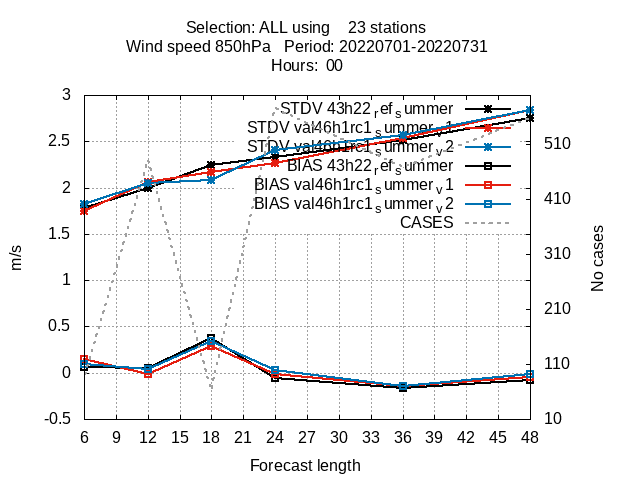 Selection: ALL using 23 stations
Wind speed 850hPa Period: 20220701-20220731
Hours: 00
STDV 43h22_ref_summer
STDV val46h1rc1_summer_v1
STDV val46h1rc1_summer_v2
BIAS 43h22_ref_summer
BIAS val46h1rc1_summer_v1
BIAS val46h1rc1_summer_v2
CASES
3
2.5
2
1.5
1
0.5
0
-0.5
m/s
510
410
310
210
110
10
No cases
6 9 12 15 18 21 24 27 30 33 36 39 42 45 48
Forecast length